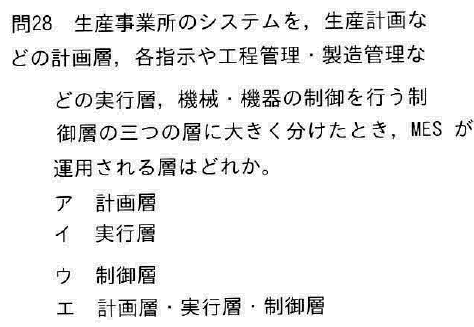 問28 生産事業所のシステムを，生産計画な
どの計画層，各指示や工程管理・製造管理な
どの実行層，機械・機器の制御を行う制
御層の三つの層に大きく分けたとき，MES が
運用される層はどれか。
ア 計画層
イ 実行層
ウ 制御層
エ 計画層・実行層・制御層